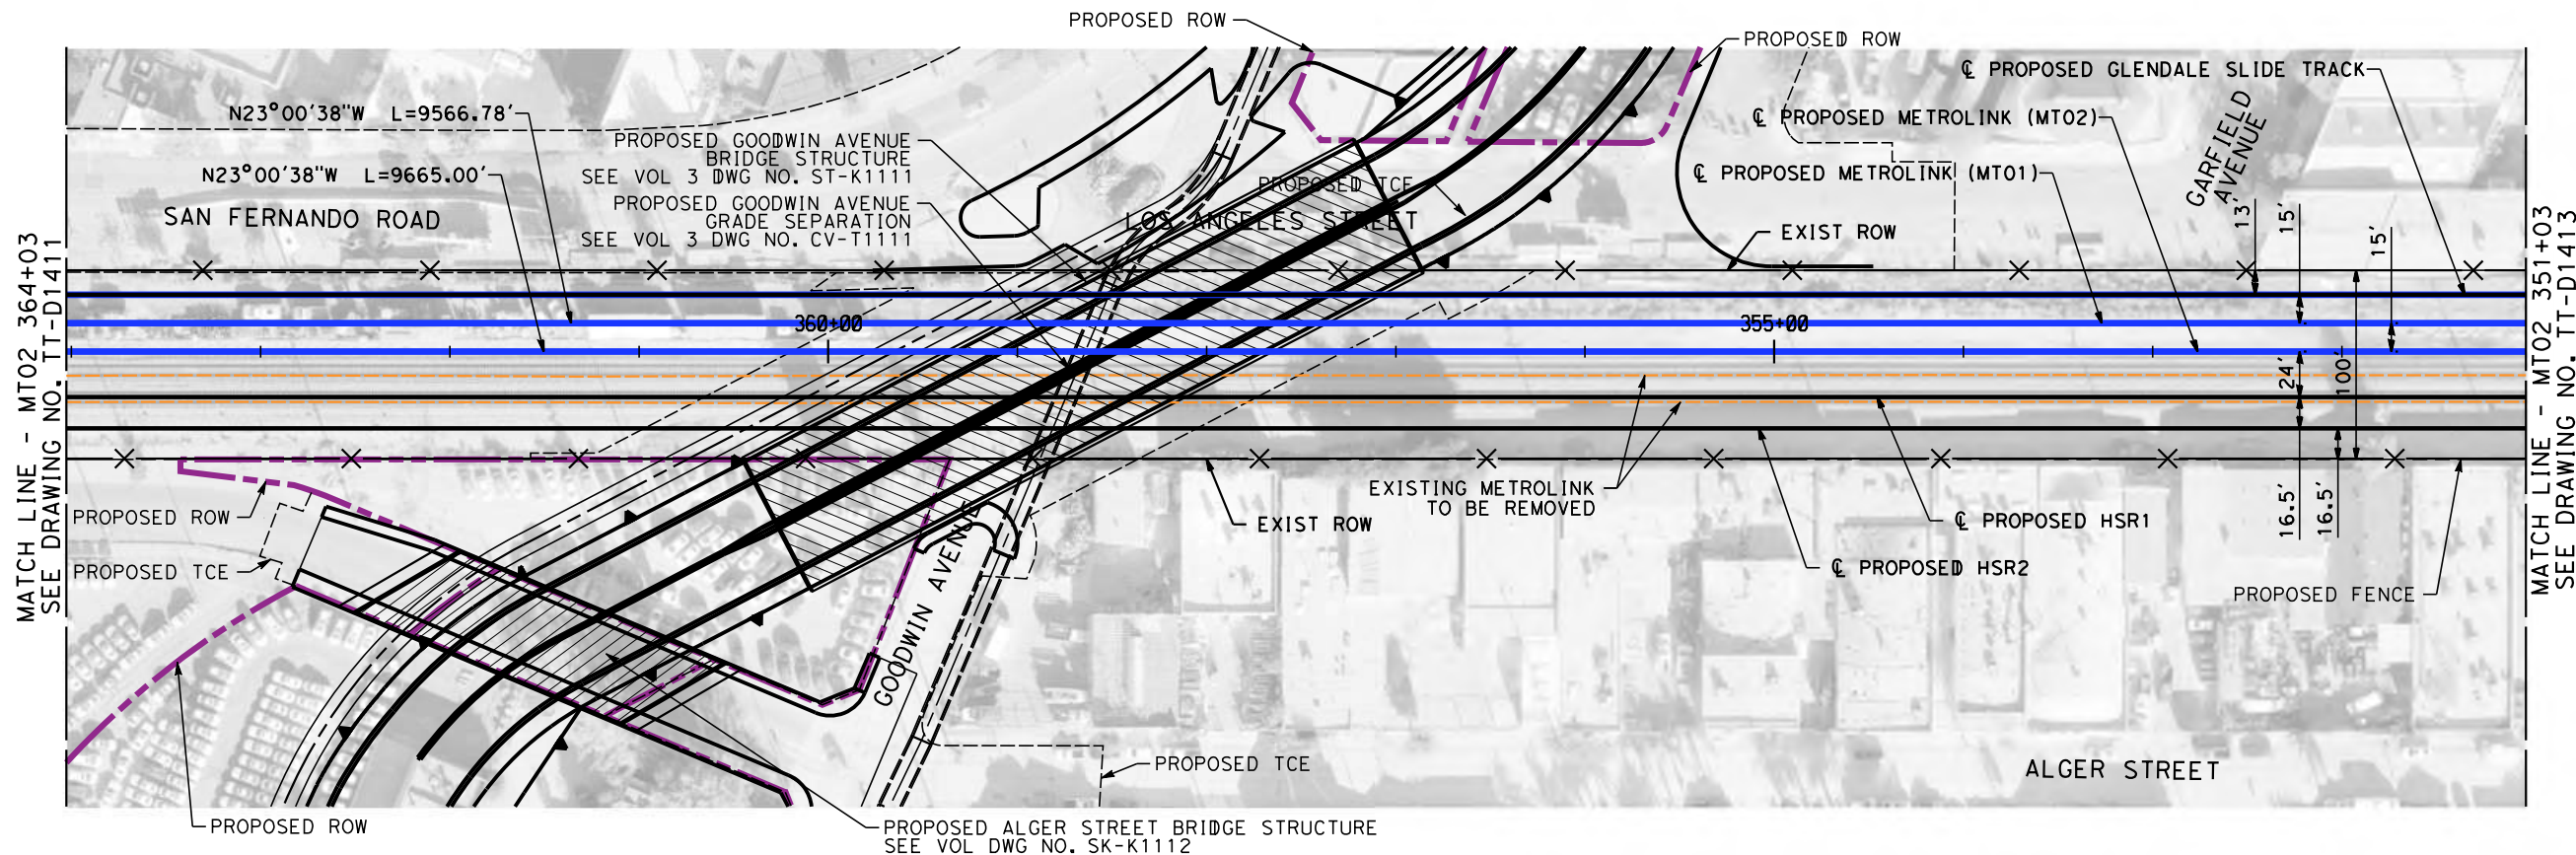 PROPOSED ROW
PROPOSED ROW
℄ PROPOSED GLENDALE SLIDE TRACK
N23°00'38"W L=9566.78'
℄ PROPOSED METROLINK (MT02)
PROPOSED GOODWIN AVENUE
BRIDGE STRUCTURE
SEE VOL 3 DWG NO. ST-K1111
GARFIELD
AVENUE
N23°00'38"W L=9665.00'
℄ PROPOSED METROLINK (MT01)
PROPOSED TCE
PROPOSED GOODWIN AVENUE
GRADE SEPARATION
SEE VOL 3 DWG NO. CV-T1111
SAN FERNANDO ROAD
LOS ANGELES STREET
EXIST ROW
13'
15'
15'
MATCH LINE - MT02 364+03
SEE DRAWING NO. TT-D1411
360+00
355+00
MATCH LINE - MT02 351+03
SEE DRAWING NO. TT-D1413
24'
100'
EXISTING METROLINK
TO BE REMOVED
16.5'
16.5'
PROPOSED ROW
EXIST ROW
℄ PROPOSED HSR1
PROPOSED TCE
℄ PROPOSED HSR2
PROPOSED FENCE
GOODWIN AVENUE
PROPOSED TCE
ALGER STREET
PROPOSED ROW
PROPOSED ALGER STREET BRIDGE STRUCTURE
SEE VOL DWG NO. SK-K1112